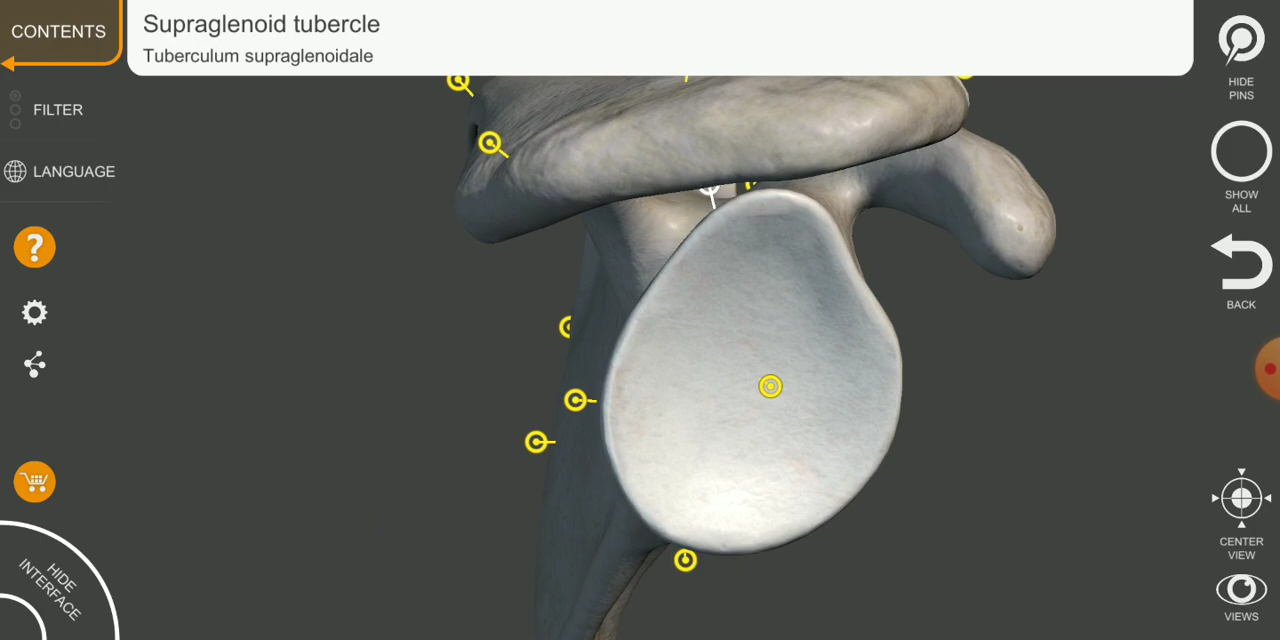 CONTENTS
Supraglenoid tubercle
Tuberculum supraglenoidale
FILTER
LANGUAGE
HIDE
INTERFACE
HIDE
PINS
SHOW
ALL
BACK
CENTER
VIEW
VIEWS